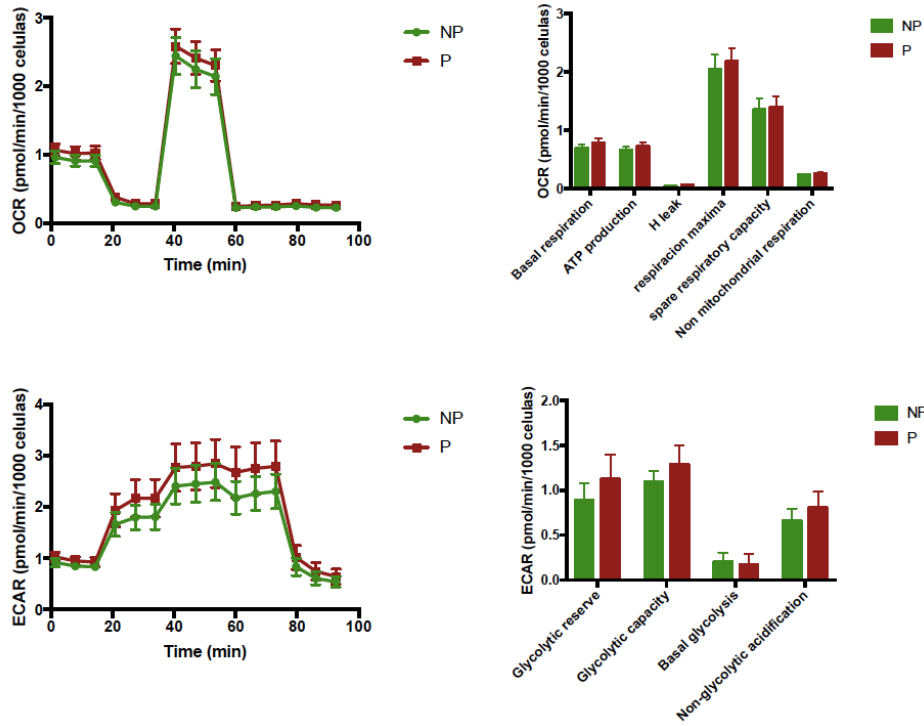 OCR (pmol/min/1000 celulas)
3
2
1
0
0 20 40 60 80 100
Time (min)
NP
P
OCR (pmol/min/1000 celulas)
3
2
1
0
Basal respiration
ATP production
H leak
respiracion maxima
spare respiratory capacity
Non mitochondrial respiration
NP
P
ECAR (pmol/min/1000 celulas)
4
3
2
1
0
0 20 40 60 80 100
Time (min)
NP
P
ECAR (pmol/min/1000 celulas)
2.0
1.5
1.0
0.5
0.0
Glycolytic reserve
Glycolytic capacity
Basal glycolysis
Non-glycolytic acidification
NP
P